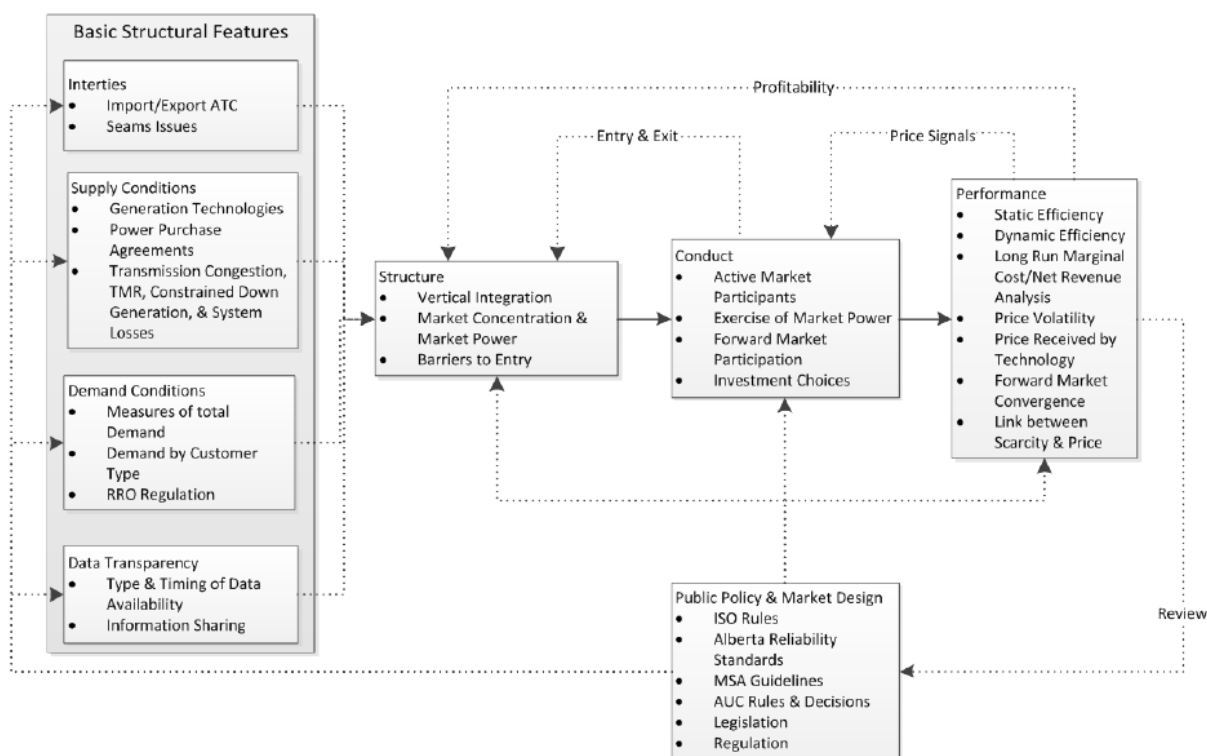 Basic Structural Features
Interties
• Import/Export ATC
• Seams Issues
Supply Conditions
• Generation Technologies
• Power Purchase
Agreements
• Transmission Congestion,
TMR, Constrained Down
Generation, & System
Losses
Demand Conditions
• Measures of total
Demand
• Demand by Customer
Type
• RRO Regulation
Data Transparency
• Type & Timing of Data
Availability
• Information Sharing
Profitability
Entry & Exit
Price Signals
Structure
• Vertical Integration
• Market Concentration &
Market Power
• Barriers to Entry
Conduct
• Active Market
Participants
• Exercise of Market Power
• Forward Market
Participation
• Investment Choices
Performance
• Static Efficiency
• Dynamic Efficiency
• Long Run Marginal
Cost/Net Revenue
Analysis
• Price Volatility
• Price Received by
Technology
• Forward Market
Convergence
• Link between
Scarcity & Price
Public Policy & Market Design
• ISO Rules
• Alberta Reliability
Standards
• MSA Guidelines
• AUC Rules & Decisions
• Legislation
• Regulation
Review